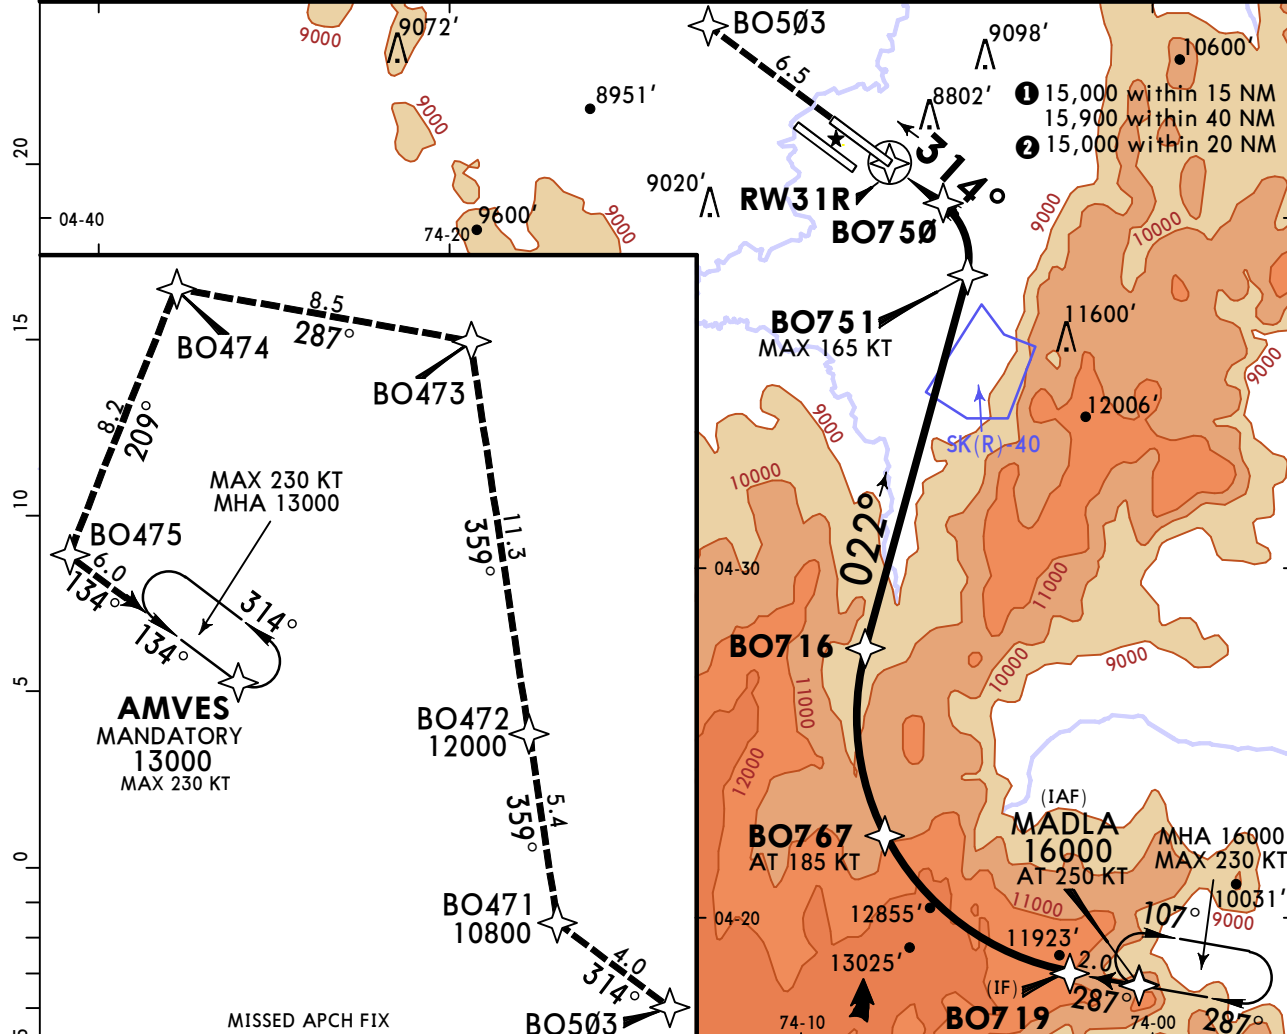 9000
9072'
BO5Ø3
9098'
10600'
6.5
8951'
8802'
9000
❶ 15,000 within 15 NM
15,900 within 40 NM
❷ 15,000 within 20 NM
20
314°
9020'
RW31R
9000
04-40
9600'
74-20
9000
BO75Ø
10000
15
8.5
287°
BO474
BO473
BO751
MAX 165 KT
11600'
9000
8.2
209°
9000
12006'
SK(R)-40
MAX 230 KT
MHA 13000
10000
10
BO475
11.3
359°
022°
6.0
134°
314°
134°
04-30
11000
BO716
10000
9000
5
AMVES
MANDATORY
13000
MAX 230 KT
BO472
12000
11000
12000
5.4
359°
(IAF)
MADLA
16000
AT 250 KT
MHA 16000
MAX 230 KT
BO767
AT 185 KT
0
10031'
BO471
10800
12855'
11000
107°
9000
04-20
11923'
4.0
314°
13025'
2.0
287°
(IF)
BO719
287°
MISSED APCH FIX
BO5Ø3
74-10
74-00
5